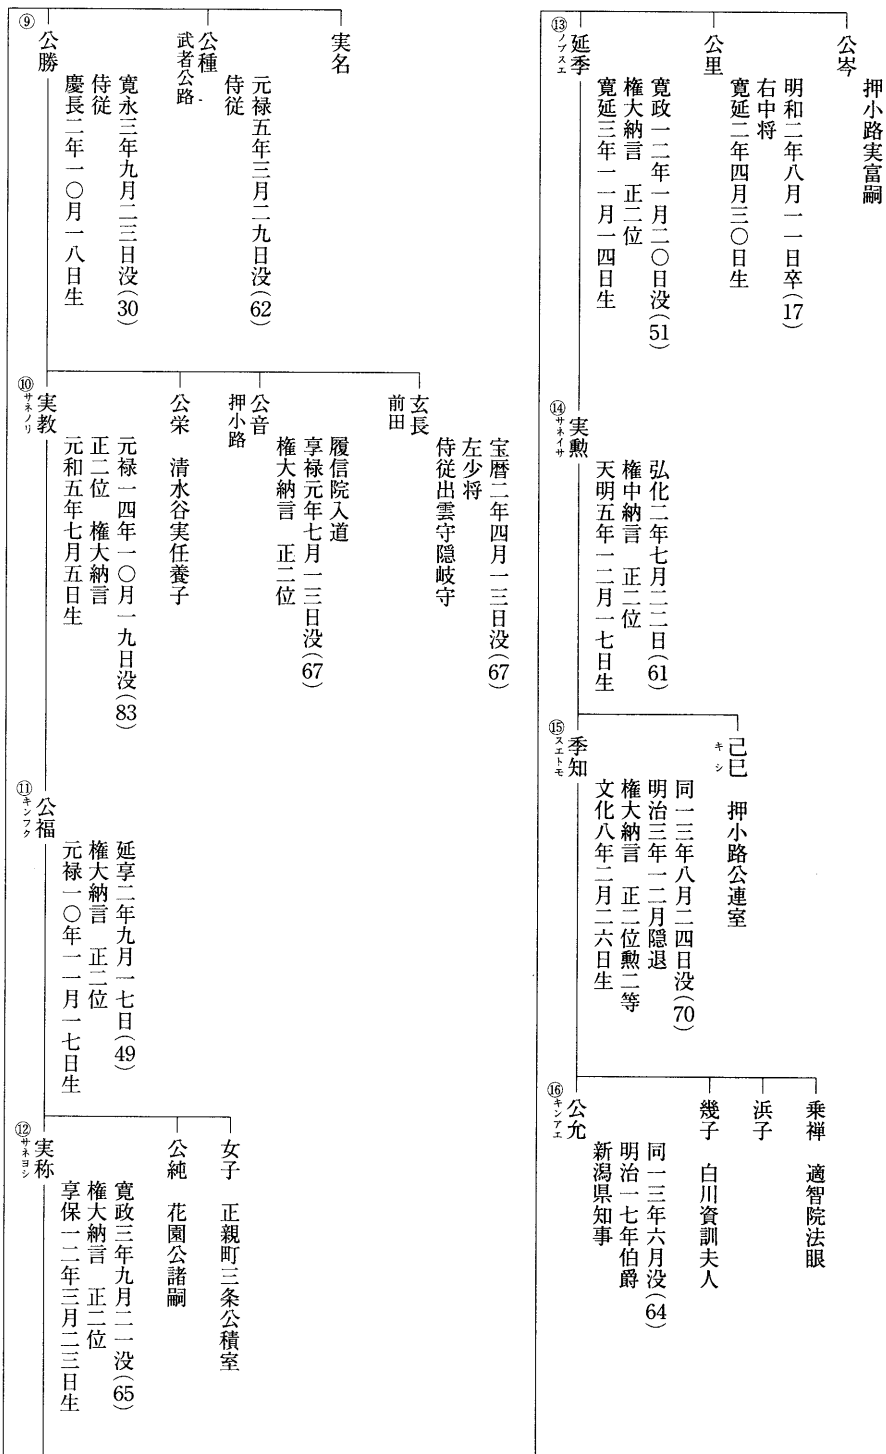 ⑨
公勝
慶長二年一〇月一八日生
侍従
寛永三年九月二三日没(30)
武者公路
公種
侍従
元禄五年三月二九日没(62)
実名
⑩
サネノリ
実教
元和五年七月五日生
正二位　権大納言
元禄一四年一〇月一九日没(83)
公栄　清水谷実任養子
押小路
公音
権大納言　正二位
享禄元年七月一三日没(67)
履信院入道
前田
玄長
侍従出雲守隠岐守
左少将
宝暦二年四月一三日没(67)
⑪
キンフク
公福
元禄一〇年一一月一七日生
権大納言　正二位
延享二年九月一七日(49)
⑫
サネヨシ
実称
享保一二年三月二三日生
権大納言　正二位
寛政三年九月二一没(65)
公純　花園公諸嗣
女子　正親町三条公積室
⑬
ノブスエ
延季
寛延三年一一月一四日生
権大納言　正二位
寛政一二年一月二〇日没(51)
公里
寛延二年四月三〇日生
右中将
明和二年八月一一日卒(17)
公岑
押小路実富嗣
⑭
サネイサ
実勲
天明五年一二月一七日生
権中納言　正二位
弘化二年七月二二日(61)
⑮
スエトモ
季知
文化八年二月二六日生
権大納言　正二位勲二等
明治三年一二月隠退
同一三年八月二四日没(70)
キシ
己巳　押小路公連室
⑯
キンアエ
公允
新潟県知事
明治一七年伯爵
同一三年六月没(64)
幾子　白川資訓夫人
浜子
乗禅　適智院法眼